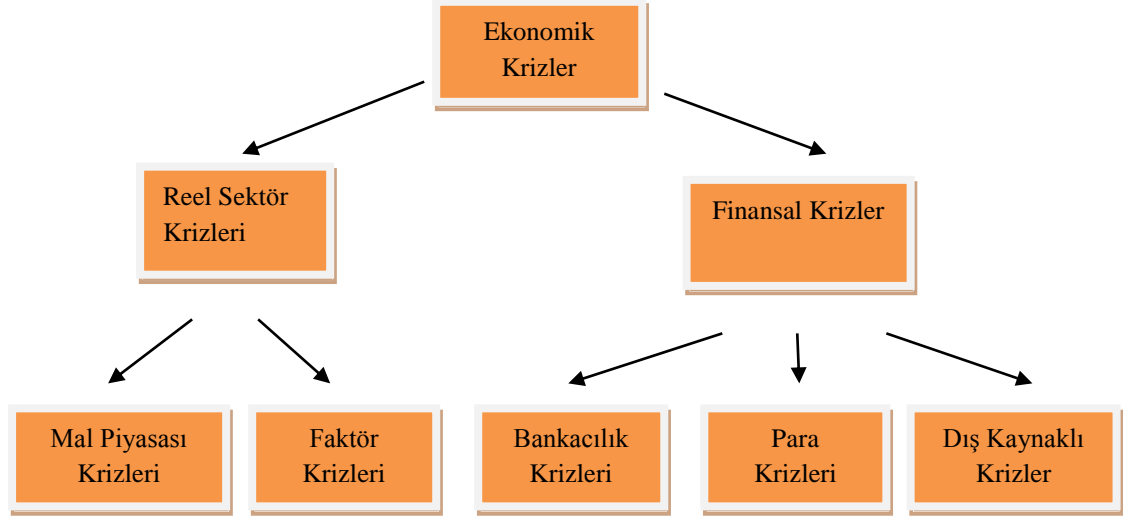 Ekonomik
Krizler
Reel Sektör
Krizleri
Finansal Krizler
Mal Piyasası
Krizleri
Faktör
Krizleri
Bankacılık
Krizleri
Para
Krizleri
Dış Kaynaklı
Krizler